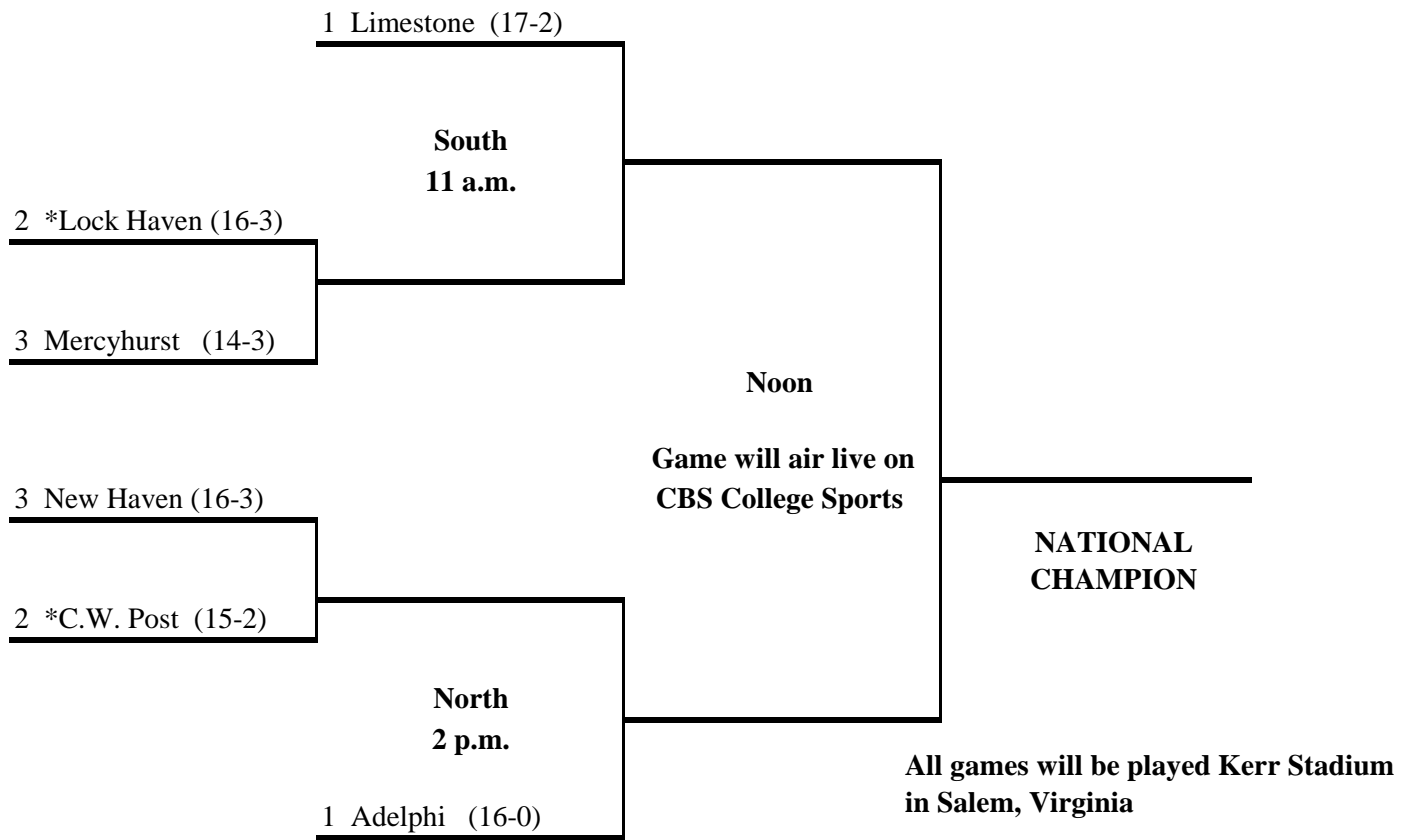 1 Limestone (17-2)
South
11 a.m.
2 *Lock Haven (16-3)
3 Mercyhurst (14-3)
Noon
Game will air live on
CBS College Sports
3 New Haven (16-3)
NATIONAL
CHAMPION
2 *C.W. Post (15-2)
North
2 p.m.
All games will be played Kerr Stadium
in Salem, Virginia
1 Adelphi (16-0)